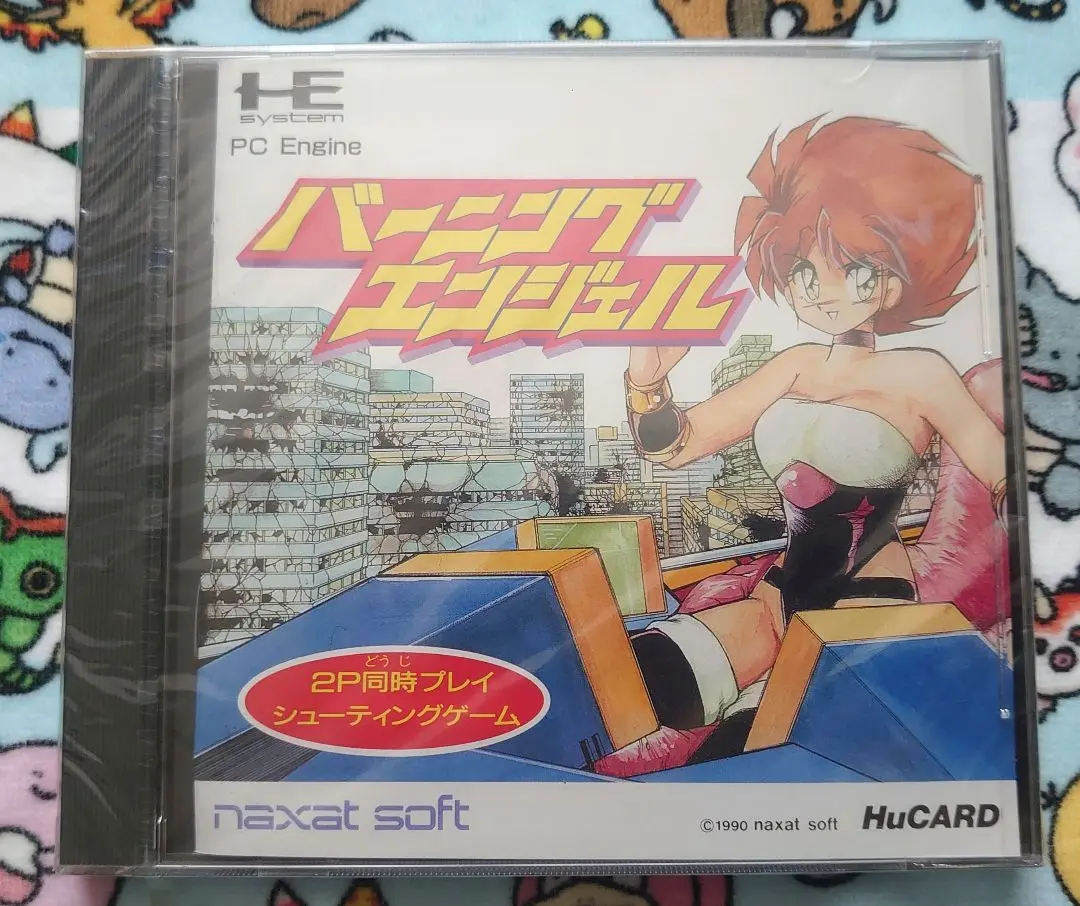 HE
system
PC Engine
バーニング
エンジェル
どうじ
2P同時プレイ
シューティングゲーム
naxat soft
©1990 naxat soft
HuCARD